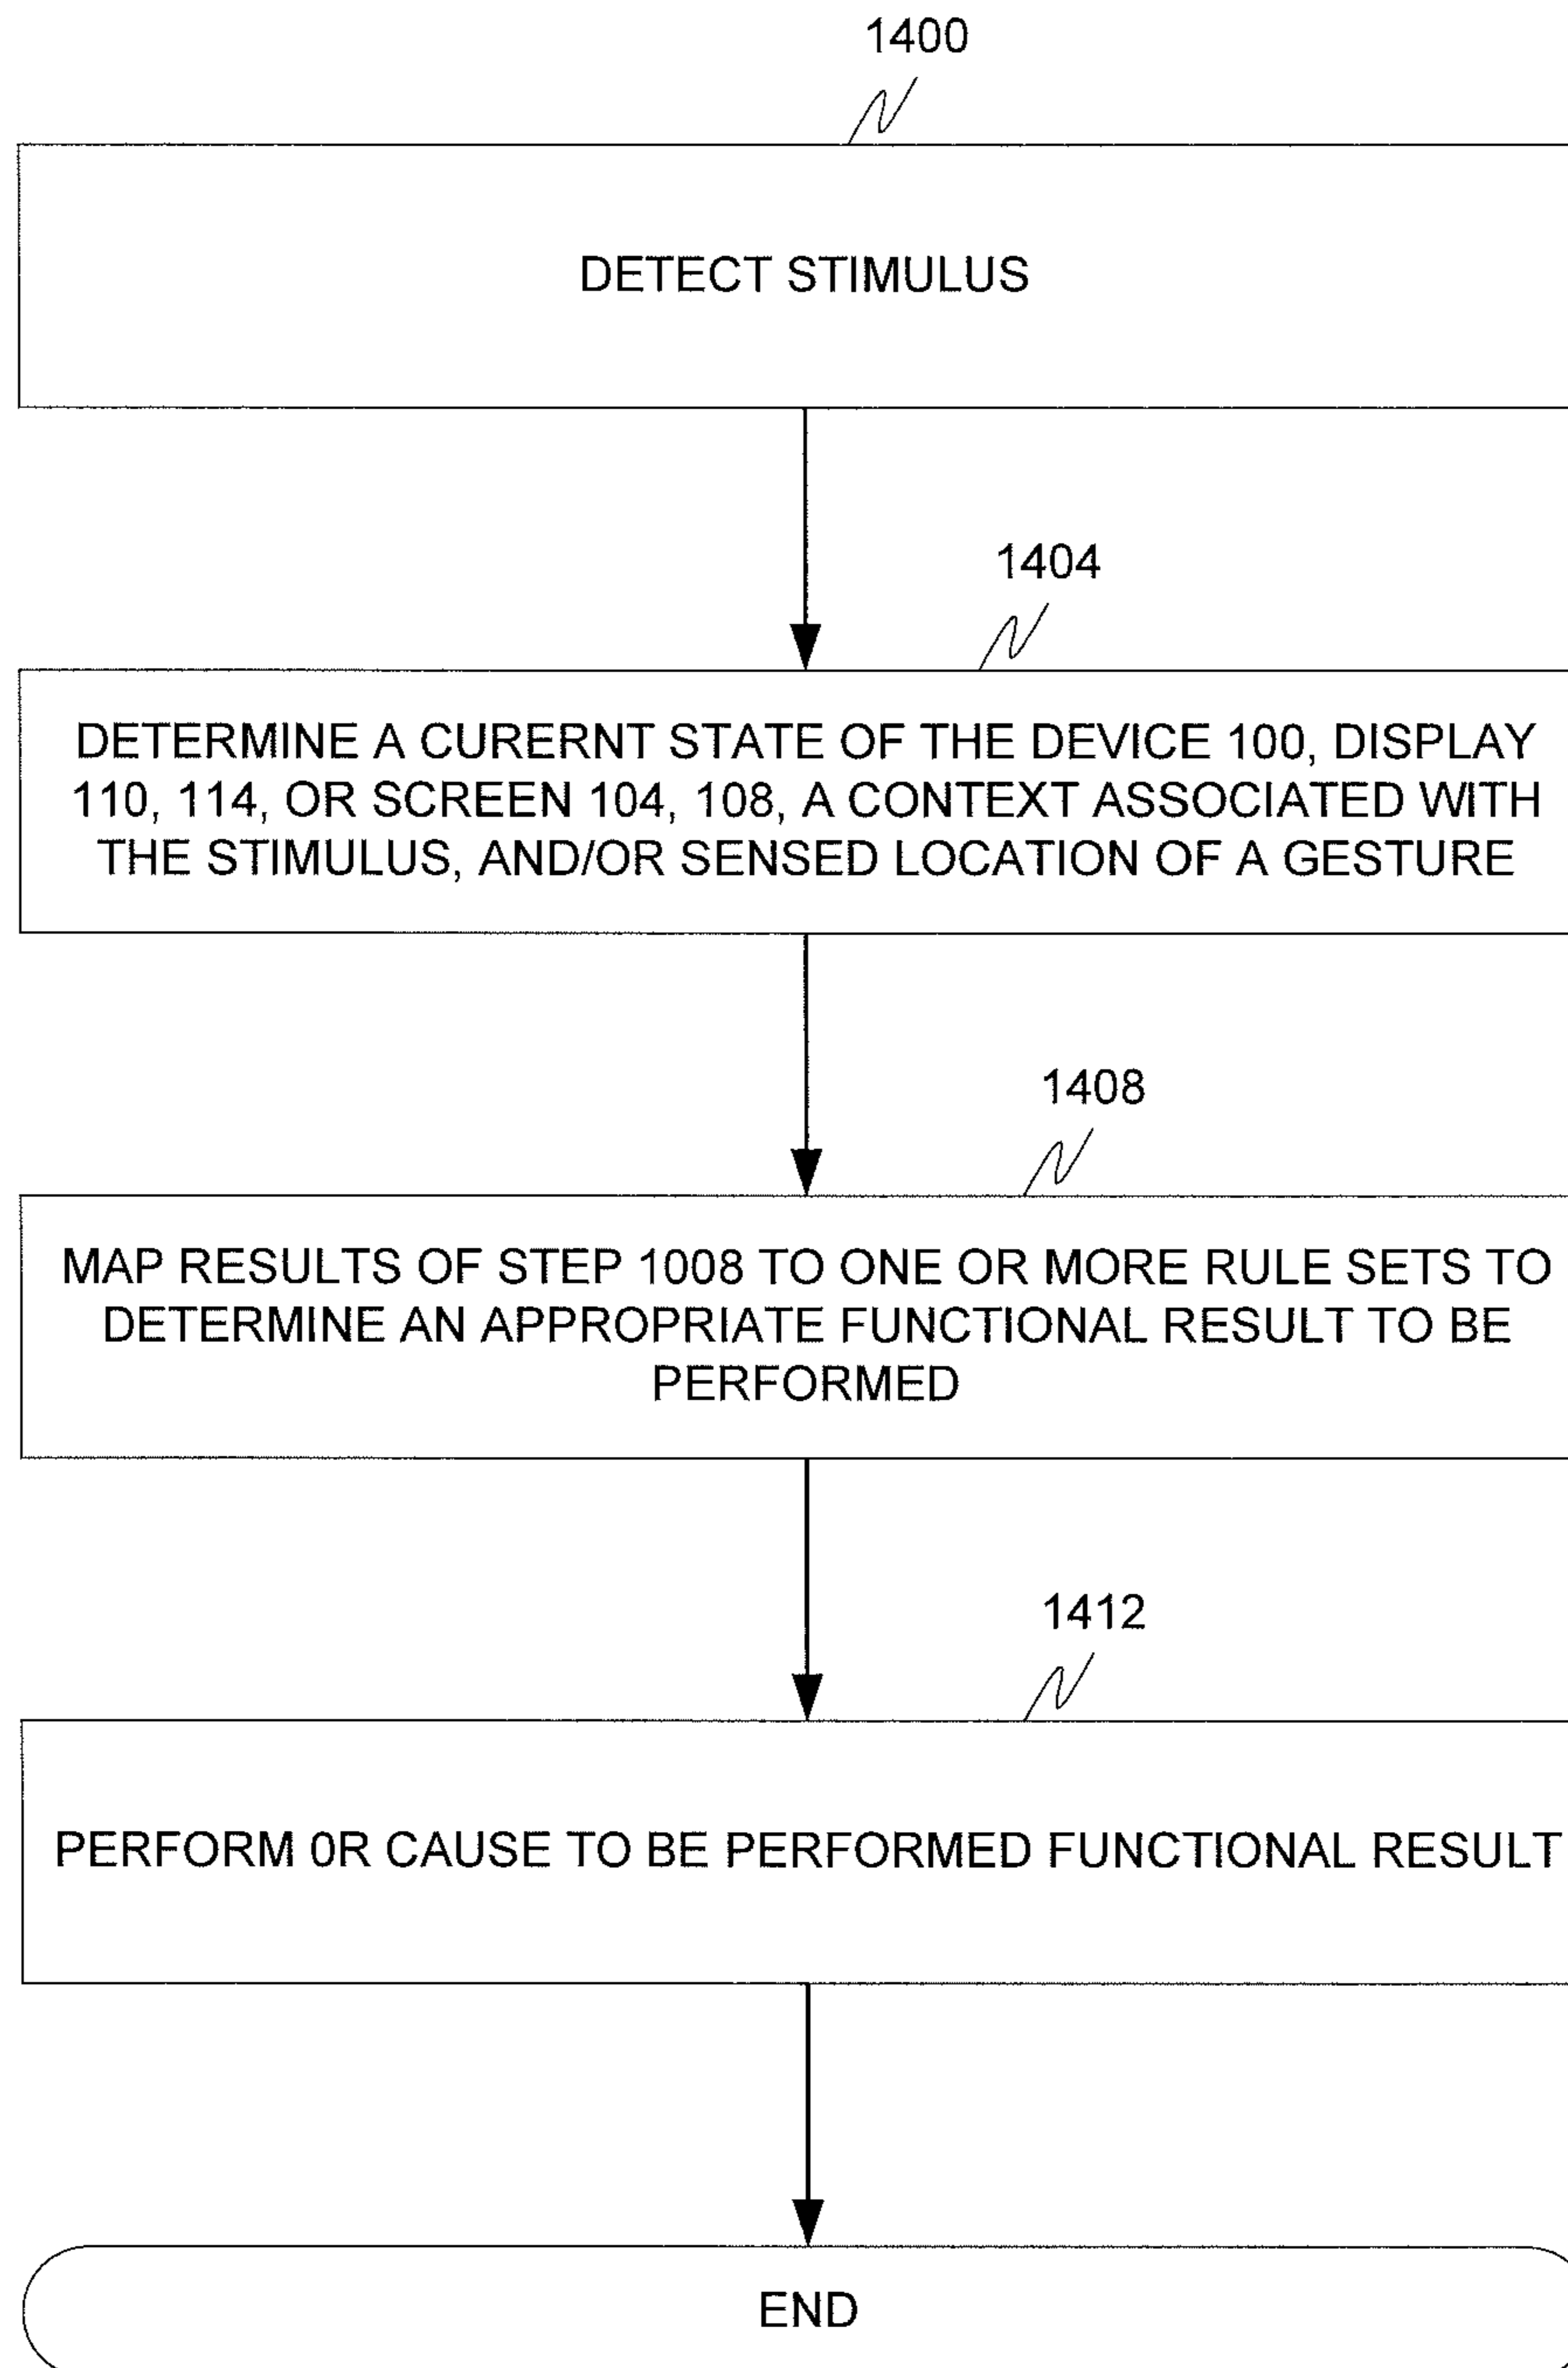 1400
DETECT STIMULUS
1404
DETERMINE A CURERNT STATE OF THE DEVICE 100, DISPLAY
110, 114, OR SCREEN 104, 108, A CONTEXT ASSOCIATED WITH
THE STIMULUS, AND/OR SENSED LOCATION OF A GESTURE
1408
MAP RESULTS OF STEP 1008 TO ONE OR MORE RULE SETS TO
DETERMINE AN APPROPRIATE FUNCTIONAL RESULT TO BE
PERFORMED
1412
PERFORM 0R CAUSE TO BE PERFORMED FUNCTIONAL RESULT
END